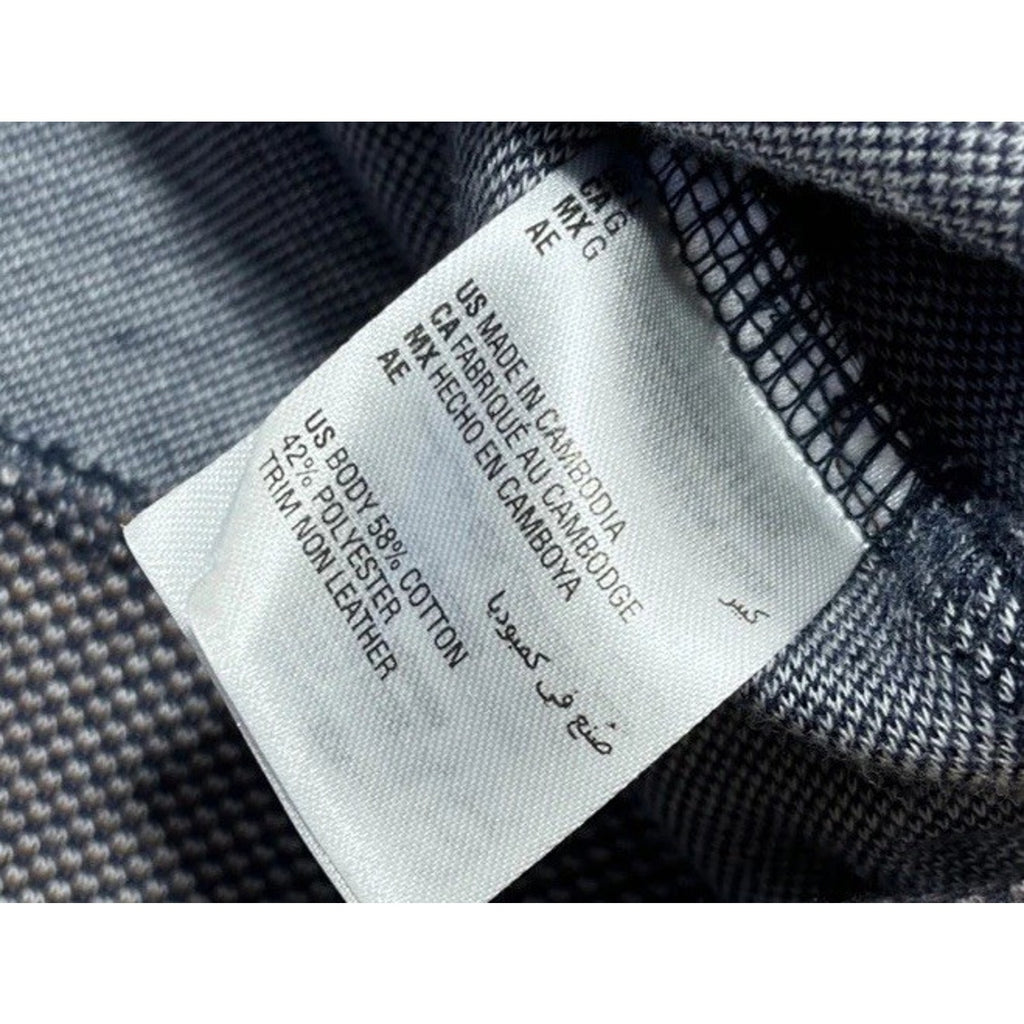 CA G
MX G
AE كبير
US MADE IN CAMBODIA
CA FABRIQUÉ AU CAMBODGE
MX HECHO EN CAMBOYA
AE صُنع في كمبوديا
US BODY 58% COTTON
42% POLYESTER
TRIM NON LEATHER